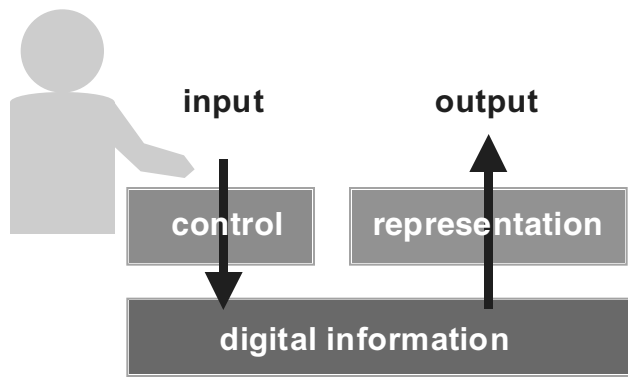 input output
control representation
digital information